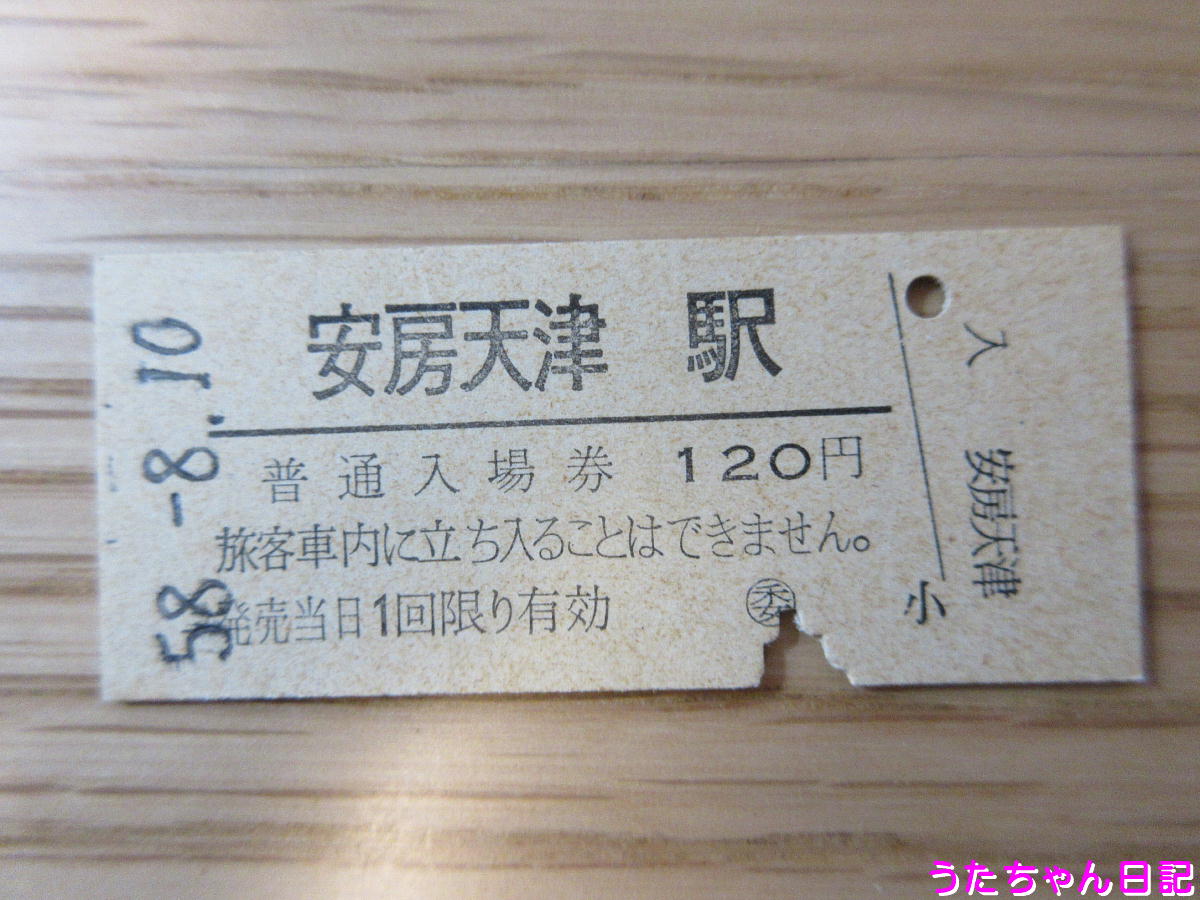 安房天津 駅
普通入場券 120円
旅客車内に立ち入ることはできません。
発売当日1回限り有効 ㊙委
58-8.10
入 安房天津
小
うたちゃん日記